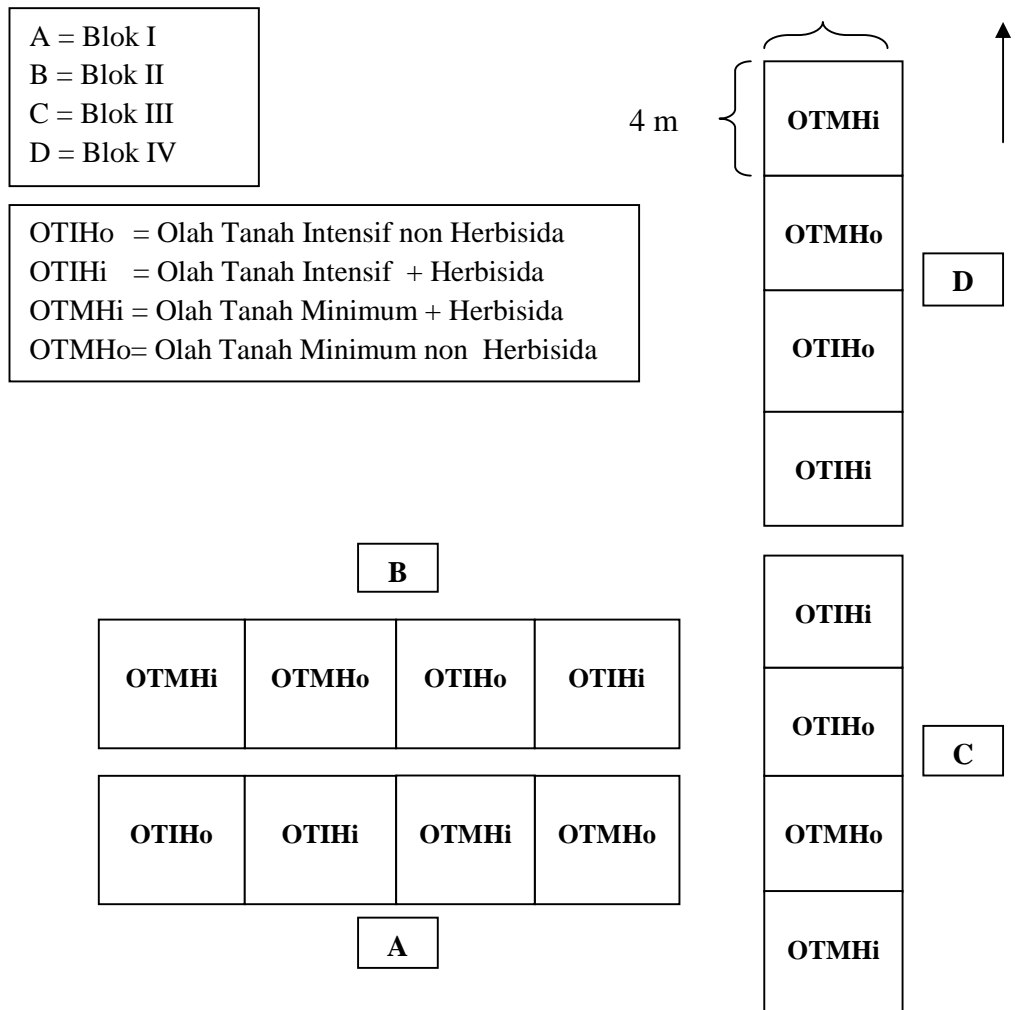 A = Blok I
B = Blok II
C = Blok III
D = Blok IV
OTIHo = Olah Tanah Intensif non Herbisida
OTIHi = Olah Tanah Intensif + Herbisida
OTMHi = Olah Tanah Minimum + Herbisida
OTMHo= Olah Tanah Minimum non Herbisida
4 m
OTMHi
OTMHo
OTIHo
OTIHi
D
B
OTMHi OTMHo OTIHo OTIHi
OTIHo OTIHi OTMHi OTMHo
A
OTIHi
OTIHo
OTMHo
OTMHi
C